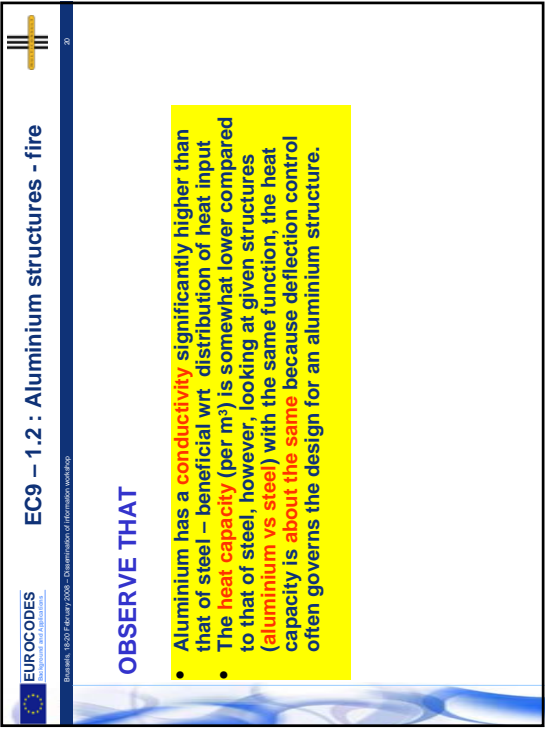 EUROCODES
Background and Applications
EC9 – 1.2 : Aluminium structures - fire
Brussels, 18-20 February 2008 – Dissemination of information workshop
20
OBSERVE THAT
• Aluminium has a conductivity significantly higher than
that of steel – beneficial wrt distribution of heat input
• The heat capacity (per m³) is somewhat lower compared
to that of steel, however, looking at given structures
(aluminium vs steel) with the same function, the heat
capacity is about the same because deflection control
often governs the design for an aluminium structure.